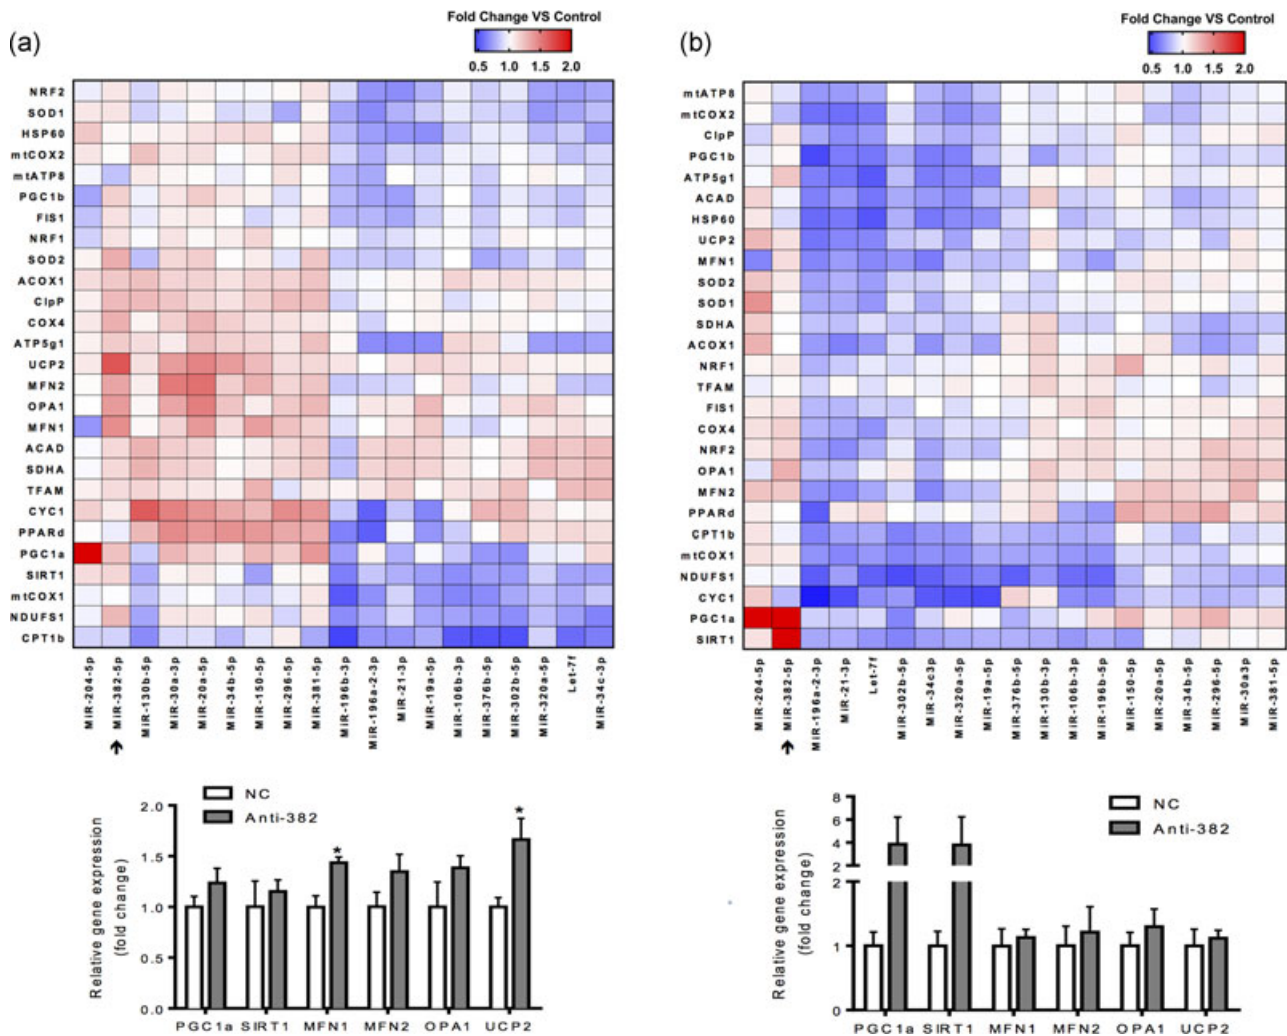 (a)
Fold Change VS Control
0.5 1.0 2.0
NRF2
SOD1
HSP60
mtCOX2
mtATP8
PGC1b
FIS1
NRF1
SOD2
ACOX1
ClpP
COX4
ATP5g1
UCP2
MFN2
OPA1
MFN1
ACAD
SDHA
TFAM
CYC1
PPARd
PGC1a
SIRT1
mtCOX1
NDUFS1
CPT1b
MiR-204-5p
MiR-382-5p
MiR-130b-5p
MiR-30a-3p
MiR-20a-5p
MiR-34b-5p
MiR-150-5p
MiR-296-5p
MiR-381-5p
MiR-196b-3p
MiR-196a-2-3p
MiR-21-3p
MiR-19a-5p
MiR-106b-3p
MiR-376b-5p
MiR-302b-5p
MiR-320a-5p
Let-7f
MiR-34c-3p
(b)
Fold Change VS Control
0.5 1.0 2.0
mtATP8
mtCOX2
ClpP
PGC1b
ATP5g1
ACAD
HSP60
UCP2
MFN1
SOD2
SOD1
SDHA
ACOX1
NRF1
TFAM
FIS1
COX4
NRF2
OPA1
MFN2
PPARd
CPT1b
mtCOX1
NDUFS1
CYC1
PGC1a
SIRT1
MiR-204-5p
MiR-382-5p
MiR-196a-2-3p
MiR-21-3p
Let-7f
MiR-302b-5p
MiR-34c-5p
MiR-320a-5p
MiR-19a-5p
MiR-376b-5p
MiR-130b-3p
MiR-106b-3p
MiR-196b-5p
MiR-150-5p
MiR-20a-5p
MiR-34b-5p
MiR-296-5p
MiR-30a3p
MiR-381-5p
NC
Anti-382
Relative gene expression
(fold change)
2.0
1.5
1.0
0.5
0.0
*
*
PGC1a SIRT1 MFN1 MFN2 OPA1 UCP2
NC
Anti-382
Relative gene expression
(fold change)
8
6
4
2
2
1
0
PGC1a SIRT1 MFN1 MFN2 OPA1 UCP2